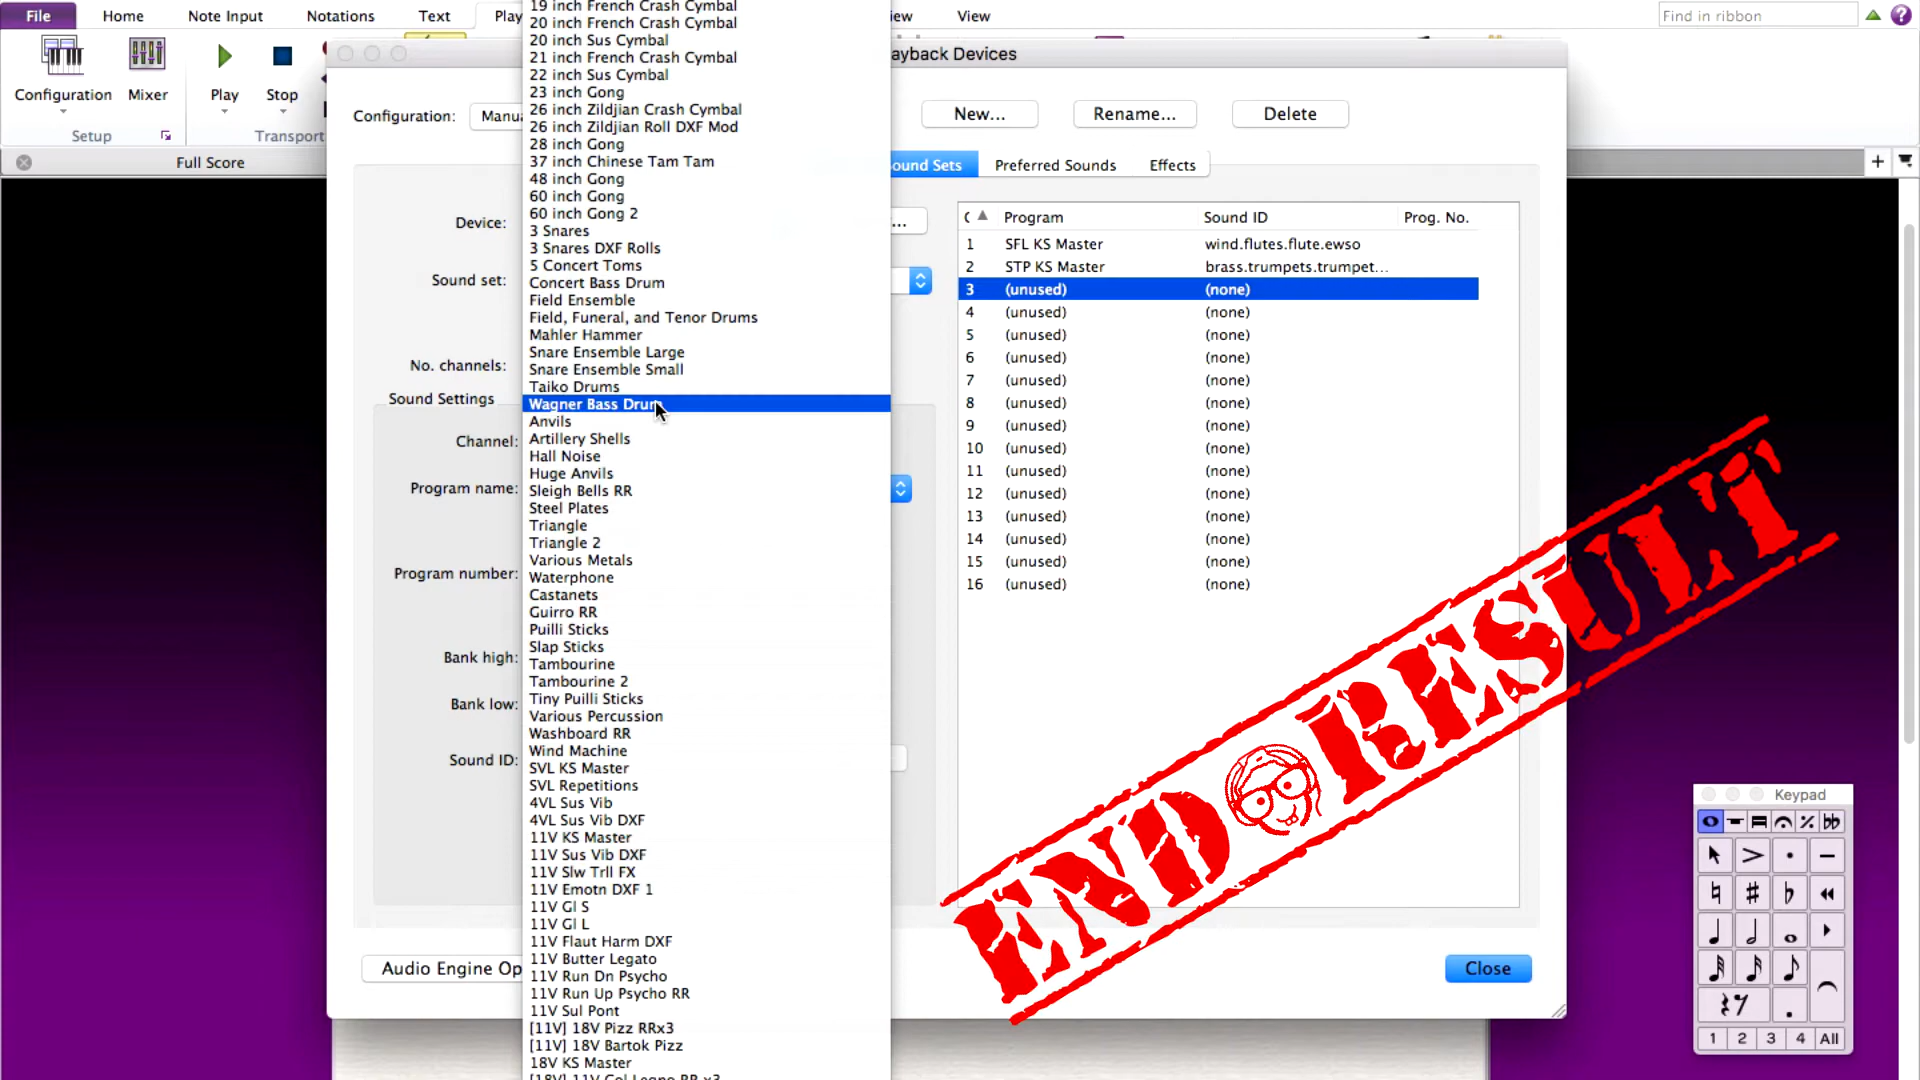 File Home Note Input Notations Text Play View
Find in ribbon
Configuration Mixer Play Stop
Setup Transport
Full Score
Playback Devices
Configuration: Manu
New... Rename... Delete
Sound Sets Preferred Sounds Effects
Device:
Sound set:
No. channels:
Sound Settings
Channel:
Program name:
Program number:
Bank high:
Bank low:
Sound ID:
Audio Engine Op
19 inch French Crash Cymbal
20 inch French Crash Cymbal
20 inch Sus Cymbal
21 inch French Crash Cymbal
22 inch Sus Cymbal
23 inch Gong
26 inch Zildjian Crash Cymbal
26 inch Zildjian Roll DXF Mod
28 inch Gong
37 inch Chinese Tam Tam
48 inch Gong
60 inch Gong
60 inch Gong 2
3 Snares
3 Snares DXF Rolls
5 Concert Toms
Concert Bass Drum
Field Ensemble
Field, Funeral, and Tenor Drums
Mahler Hammer
Snare Ensemble Large
Snare Ensemble Small
Taiko Drums
Wagner Bass Drum
Anvils
Artillery Shells
Hall Noise
Huge Anvils
Sleigh Bells RR
Steel Plates
Triangle
Triangle 2
Various Metals
Waterphone
Castanets
Guirro RR
Puilli Sticks
Slap Sticks
Tambourine
Tambourine 2
Tiny Puilli Sticks
Various Percussion
Washboard RR
Wind Machine
SVL KS Master
SVL Repetitions
4VL Sus Vib
4VL Sus Vib DXF
11V KS Master
11V Sus Vib DXF
11V Slw Trll FX
11V Emotn DXF 1
11V Gl S
11V Gl L
11V Flaut Harm DXF
11V Butter Legato
11V Run Dn Psycho
11V Run Up Psycho RR
11V Sul Pont
[11V] 18V Pizz RRx3
[11V] 18V Bartok Pizz
18V KS Master
[18V] 11V Col Legno RR x3
C Program Sound ID Prog. No.
1 SFL KS Master wind.flutes.flute.ewso
2 STP KS Master brass.trumpets.trumpet...
3 (unused) (none)
4 (unused) (none)
5 (unused) (none)
6 (unused) (none)
7 (unused) (none)
8 (unused) (none)
9 (unused) (none)
10 (unused) (none)
11 (unused) (none)
12 (unused) (none)
13 (unused) (none)
14 (unused) (none)
15 (unused) (none)
16 (unused) (none)
Close
END RESULT
Keypad
1 2 3 4 All